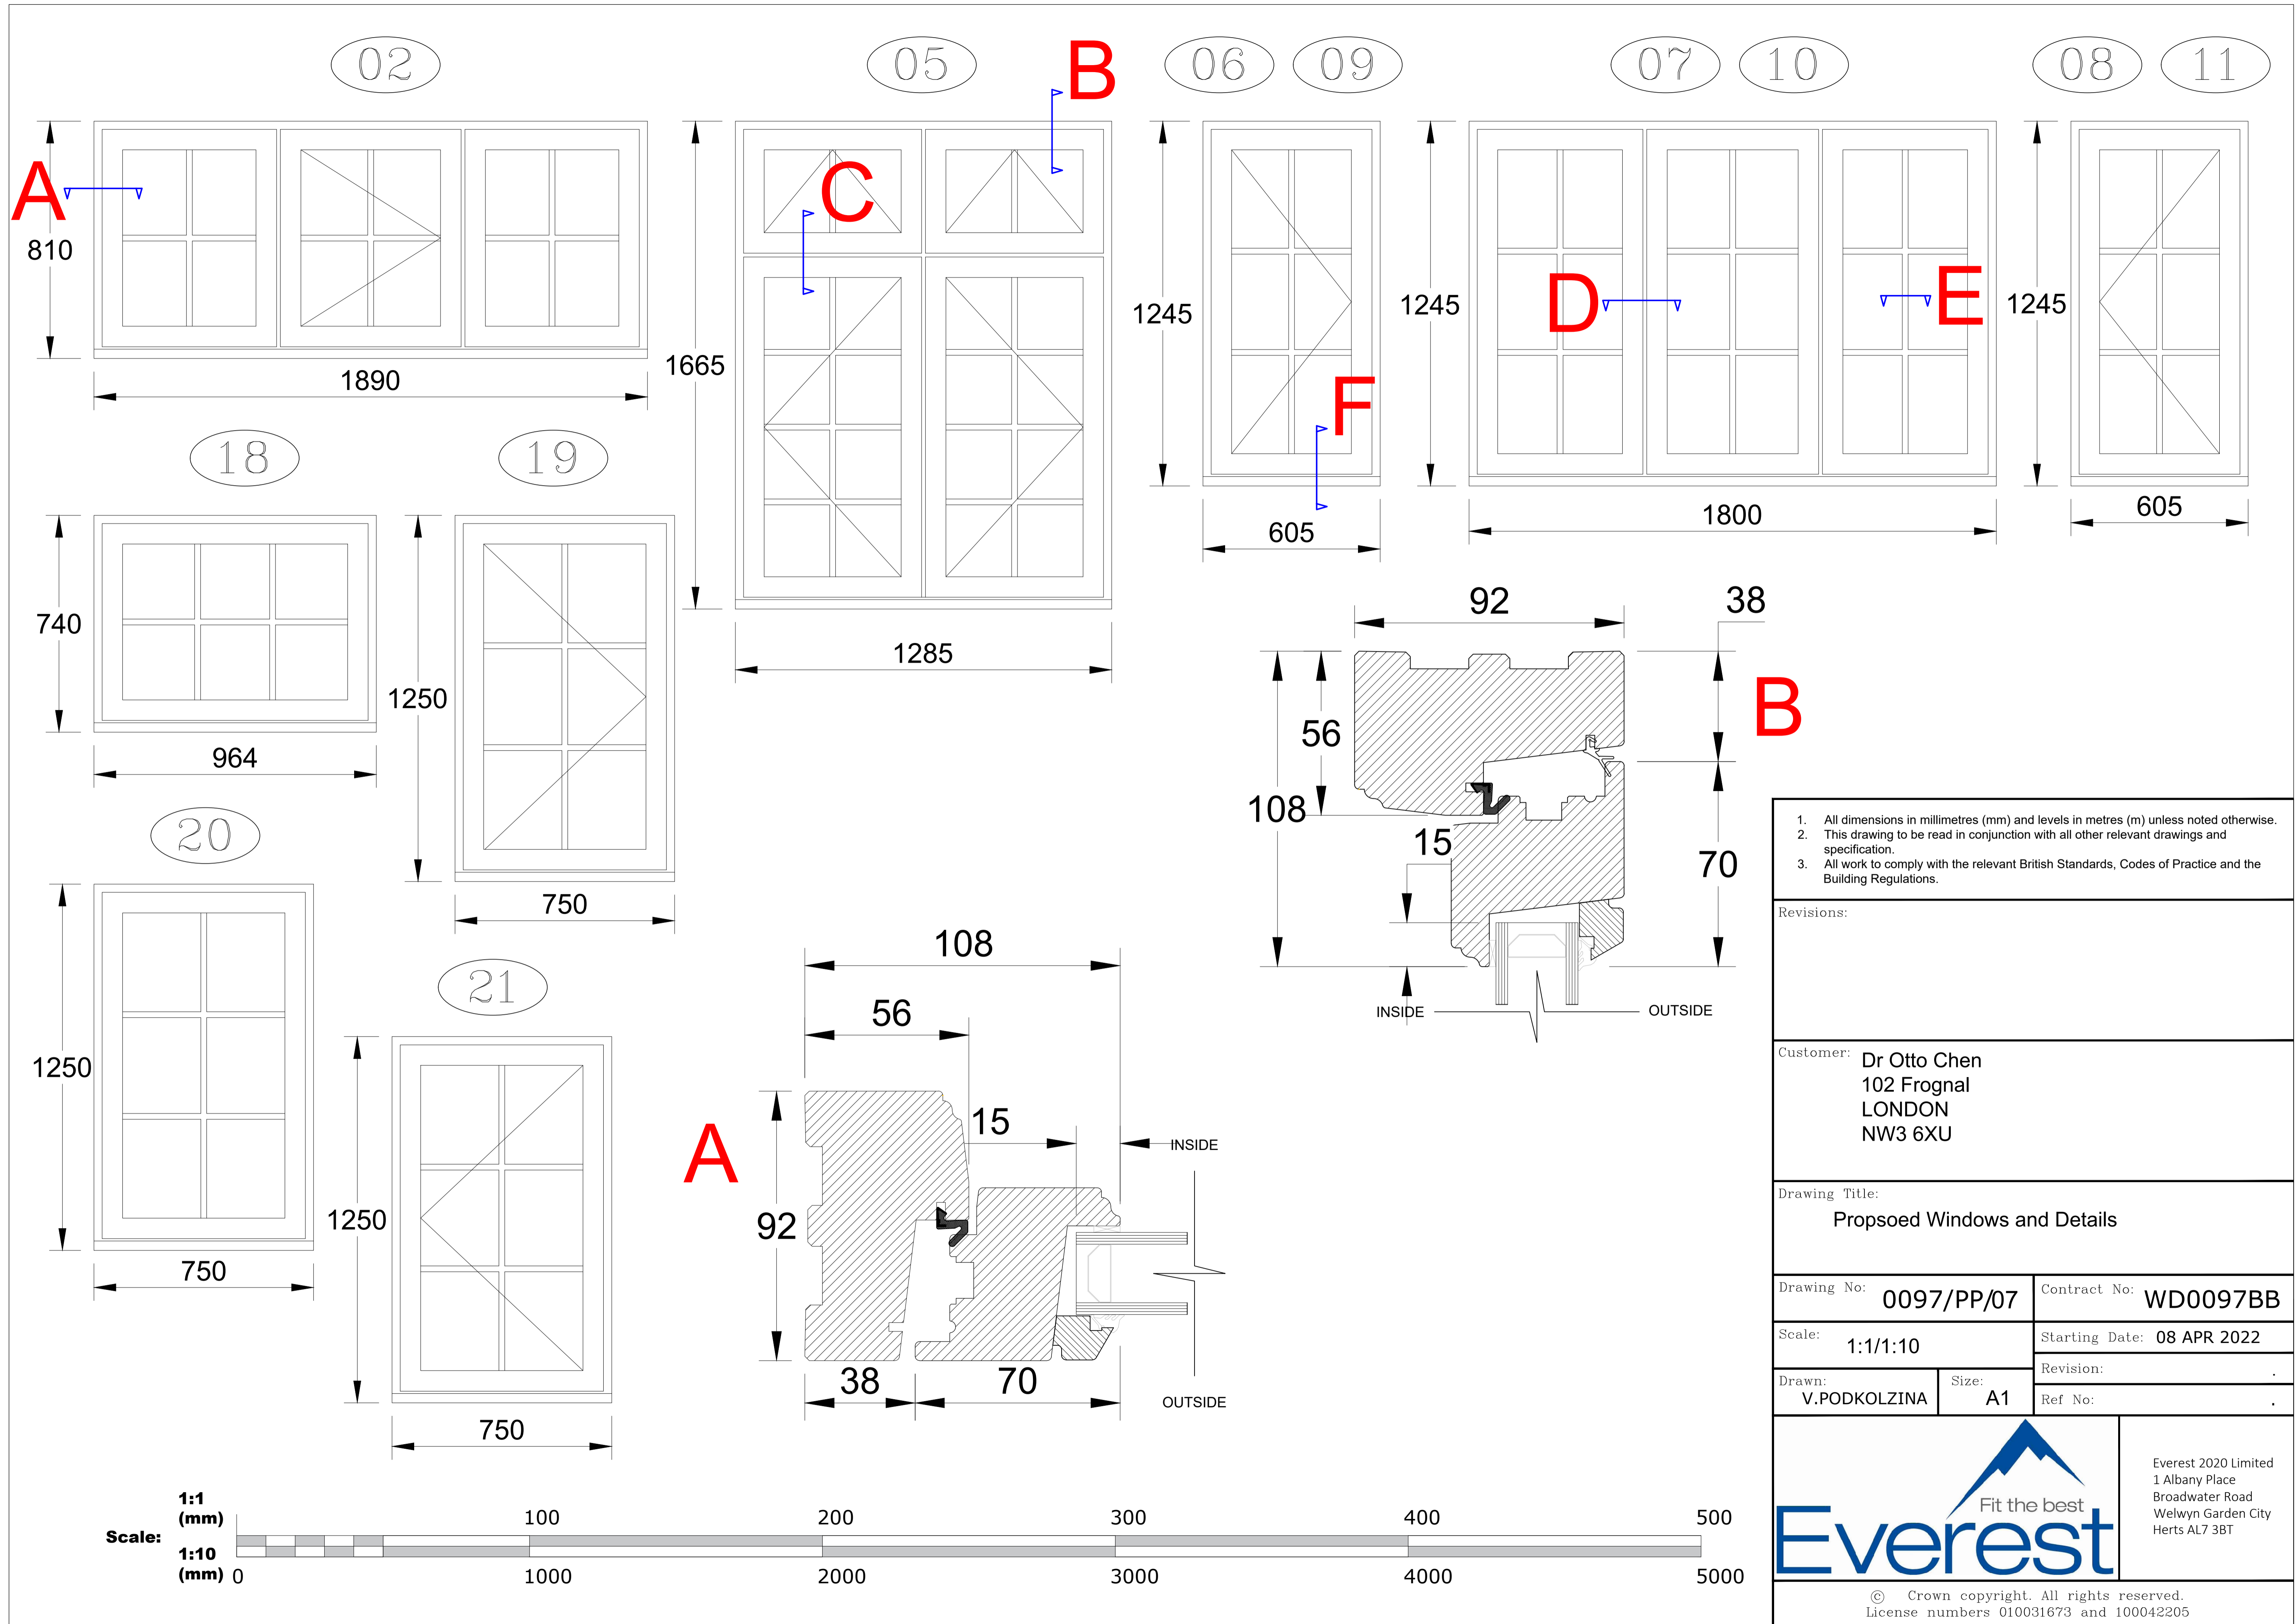 02
05
B
06
09
07
10
08
11
A
810
1890
C
1665
1285
1245
605
F
1245
D
E
1800
1245
605
18
740
964
19
1250
750
20
1250
750
21
1250
750
92
38
B
56
108
15
70
INSIDE
OUTSIDE
108
56
15
INSIDE
A
92
38
70
OUTSIDE
1. All dimensions in millimetres (mm) and levels in metres (m) unless noted otherwise.
2. This drawing to be read in conjunction with all other relevant drawings and
specification.
3. All work to comply with the relevant British Standards, Codes of Practice and the
Building Regulations.
Revisions:
Customer: Dr Otto Chen
102 Frognal
LONDON
NW3 6XU
Drawing Title:
Propsoed Windows and Details
Drawing No: 0097/PP/07
Contract No: WD0097BB
Scale: 1:1/1:10
Starting Date: 08 APR 2022
Revision: .
Drawn: V.PODKOLZINA
Size: A1
Ref No: .
Fit the best
Everest
Everest 2020 Limited
1 Albany Place
Broadwater Road
Welwyn Garden City
Herts AL7 3BT
© Crown copyright. All rights reserved.
License numbers 010031673 and 100042205
Scale:
1:1 (mm) 100 200 300 400 500
1:10 (mm) 0 1000 2000 3000 4000 5000